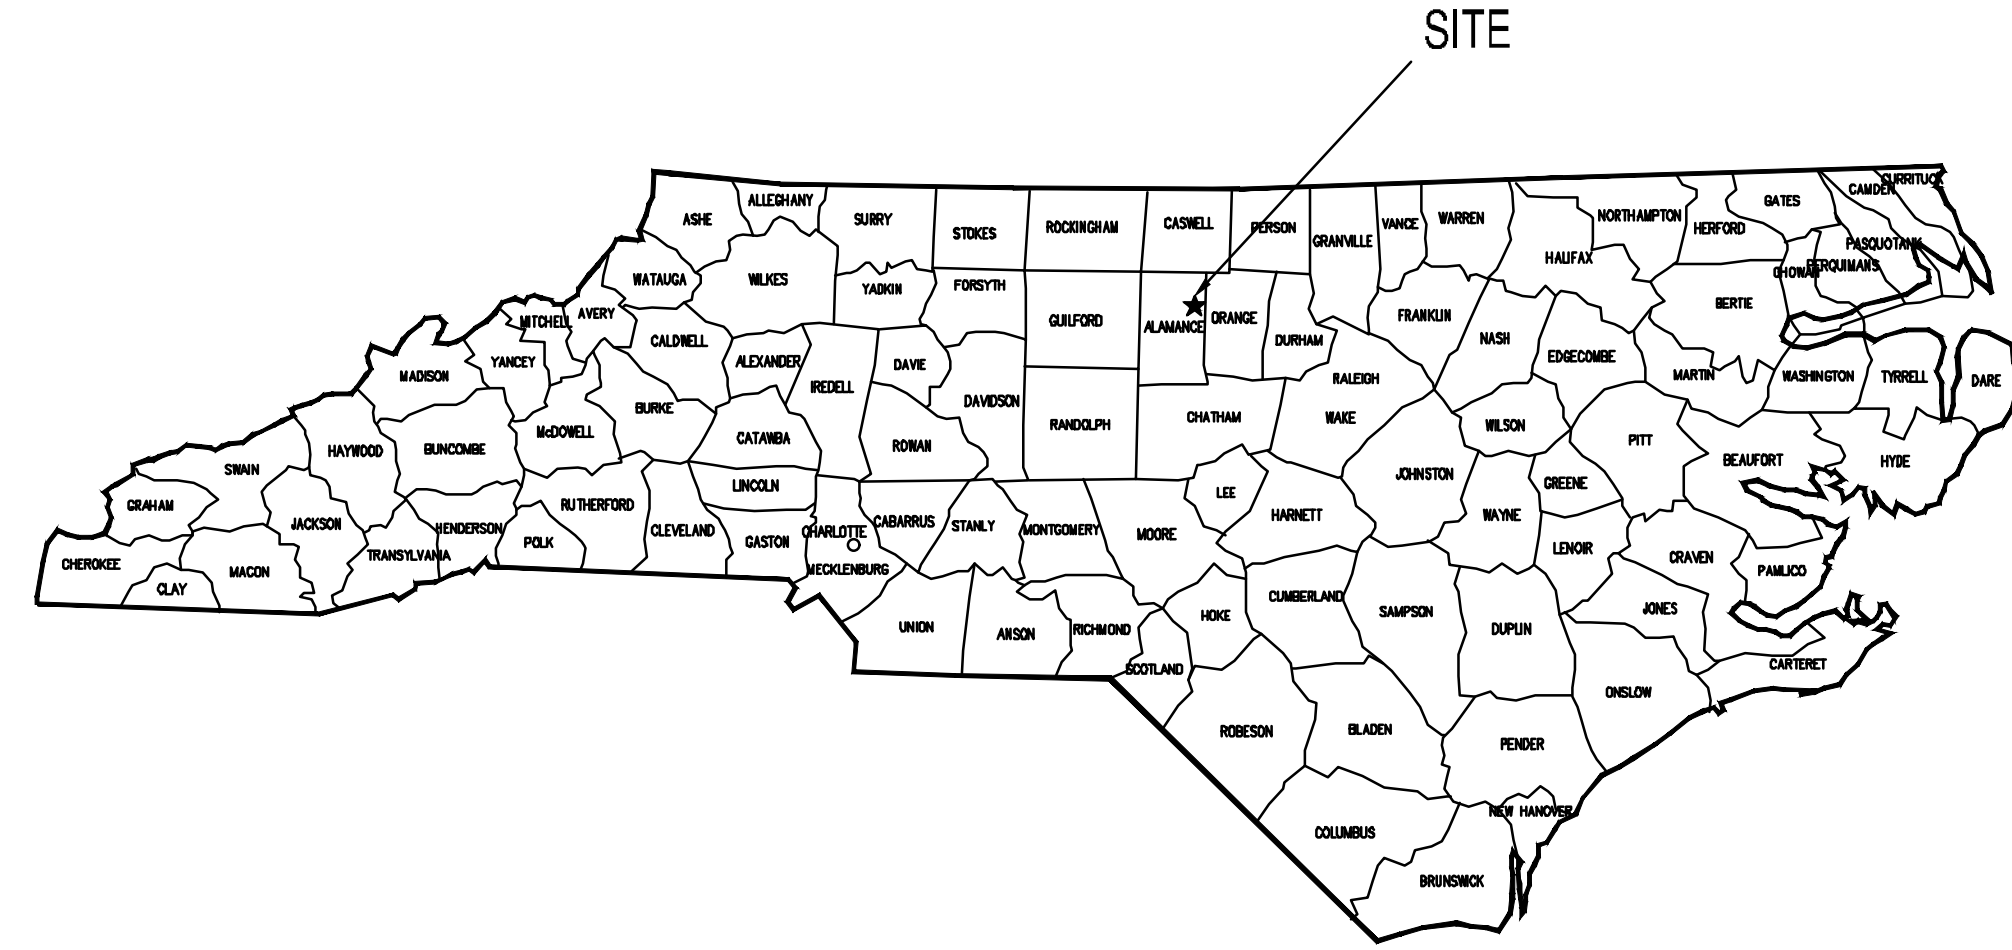 SITE
ALLEGHANY
ASHE
SURRY
STOKES
ROCKINGHAM
CASWELL
PERSON
GRANVILLE
VANCE
WARREN
NORTHAMPTON
HERFORD
GATES
CAMDEN
CURRITUCK
PASQUOTANK
PERQUIMANS
CHOWAN
HALIFAX
BERTIE
WATAUGA
WILKES
YADKIN
FORSYTH
GUILFORD
ALAMANCE
ORANGE
DURHAM
FRANKLIN
NASH
EDGECOMBE
MARTIN
WASHINGTON
TYRRELL
DARE
MITCHELL
AVERY
CALDWELL
ALEXANDER
IREDELL
DAVIE
YANCEY
MADISON
BURKE
CATAWBA
ROWAN
DAVIDSON
RANDOLPH
CHATHAM
RALEIGH
WAKE
WILSON
PITT
BEAUFORT
HYDE
HAYWOOD
BUNCOMBE
McDOWELL
SWAIN
GRAHAM
JACKSON
HENDERSON
TRANSYLVANIA
RUTHERFORD
POLK
CLEVELAND
LINCOLN
GASTON
CHARLOTTE
MECKLENBURG
CABARRUS
STANLY
MONTGOMERY
MOORE
LEE
HARNETT
JOHNSTON
WAYNE
GREENE
LENOIR
CRAVEN
PAMLICO
CHEROKEE
CLAY
MACON
UNION
ANSON
RICHMOND
SCOTLAND
HOKE
CUMBERLAND
SAMPSON
DUPLIN
JONES
CARTERET
ONSLOW
ROBESON
BLADEN
PENDER
NEW HANOVER
COLUMBUS
BRUNSWICK